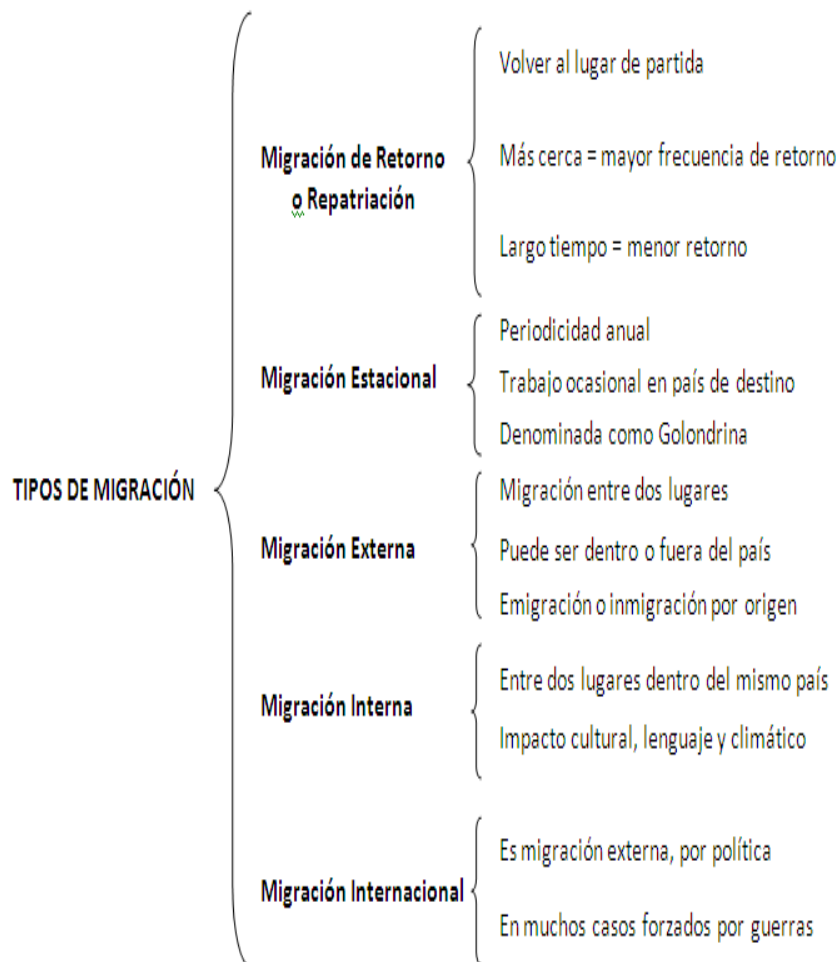 TIPOS DE MIGRACIÓN
Migración de Retorno
o Repatriación
Volver al lugar de partida
Más cerca = mayor frecuencia de retorno
Largo tiempo = menor retorno
Migración Estacional
Periodicidad anual
Trabajo ocasional en país de destino
Denominada como Golondrina
Migración Externa
Migración entre dos lugares
Puede ser dentro o fuera del país
Emigración o inmigración por origen
Migración Interna
Entre dos lugares dentro del mismo país
Impacto cultural, lenguaje y climático
Migración Internacional
Es migración externa, por política
En muchos casos forzados por guerras